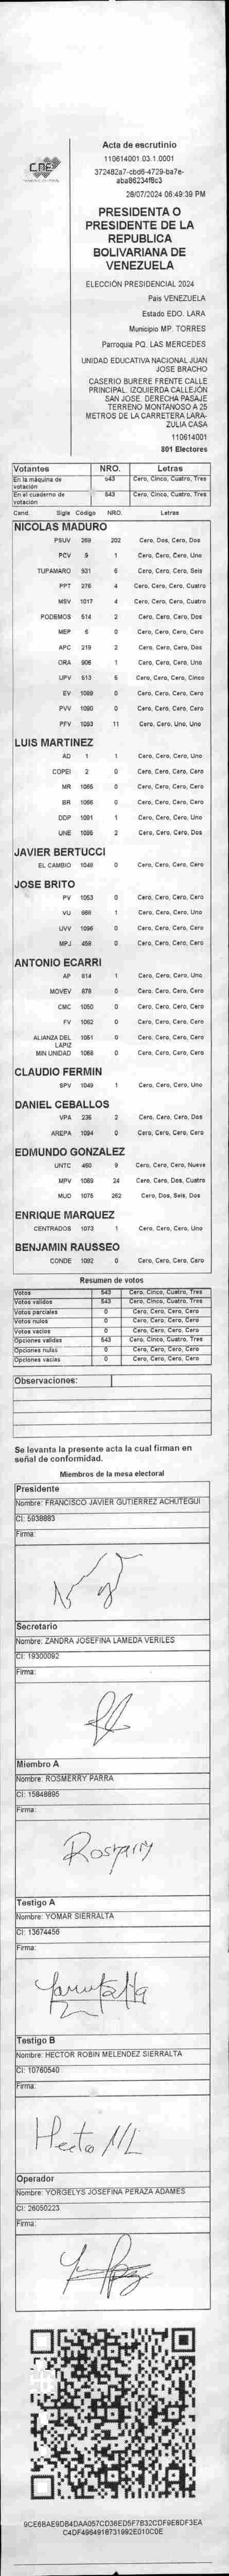 CNE
Acta de escrutinio
110614001.03.1.0001
372482a7-cbd6-4729-ba7e-
aba86234f8c3
28/07/2024 06:49:39 PM
PRESIDENTA O
PRESIDENTE DE LA
REPUBLICA
BOLIVARIANA DE
VENEZUELA
ELECCIÓN PRESIDENCIAL 2024
Pais VENEZUELA
Estado EDO. LARA
Municipio MP. TORRES
Parroquia PQ. LAS MERCEDES
UNIDAD EDUCATIVA NACIONAL JUAN
JOSE BRACHO
CASERIO BURERE FRENTE CALLE
PRINCIPAL. IZQUIERDA CALLEJÓN
SAN JOSE. DERECHA PASAJE
TERRENO MONTAÑOSO A 25
METROS DE LA CARRETERA LARA-
ZULIA CASA
110614001
801 Electores
Votantes NRO. Letras
En la máquina de votación 543 Cero, Cinco, Cuatro, Tres
En el cuaderno de votación 543 Cero, Cinco, Cuatro, Tres
Cand. Sigla Código NRO. Letras
NICOLAS MADURO
PSUV 269 202 Cero, Dos, Cero, Dos
PCV 9 1 Cero, Cero, Cero, Uno
TUPAMARO 931 6 Cero, Cero, Cero, Seis
PPT 276 4 Cero, Cero, Cero, Cuatro
MSV 1017 4 Cero, Cero, Cero, Cuatro
PODEMOS 514 2 Cero, Cero, Cero, Dos
MEP 6 0 Cero, Cero, Cero, Cero
APC 219 2 Cero, Cero, Cero, Dos
ORA 906 1 Cero, Cero, Cero, Uno
UPV 613 5 Cero, Cero, Cero, Cinco
EV 1089 0 Cero, Cero, Cero, Cero
PVV 1090 0 Cero, Cero, Cero, Cero
PFV 1093 11 Cero, Cero, Uno, Uno
LUIS MARTINEZ
AD 1 1 Cero, Cero, Cero, Uno
COPEI 2 0 Cero, Cero, Cero, Cero
MR 1065 0 Cero, Cero, Cero, Cero
BR 1066 0 Cero, Cero, Cero, Cero
DDP 1091 1 Cero, Cero, Cero, Uno
UNE 1095 2 Cero, Cero, Cero, Dos
JAVIER BERTUCCI
EL CAMBIO 1048 0 Cero, Cero, Cero, Cero
JOSE BRITO
PV 1053 0 Cero, Cero, Cero, Cero
VU 668 1 Cero, Cero, Cero, Uno
UVV 1096 0 Cero, Cero, Cero, Cero
MPJ 458 0 Cero, Cero, Cero, Cero
ANTONIO ECARRI
AP 814 1 Cero, Cero, Cero, Uno
MOVEV 878 0 Cero, Cero, Cero, Cero
CMC 1050 0 Cero, Cero, Cero, Cero
FV 1062 0 Cero, Cero, Cero, Cero
ALIANZA DEL LAPIZ 1051 0 Cero, Cero, Cero, Cero
MIN UNIDAD 1068 0 Cero, Cero, Cero, Cero
CLAUDIO FERMIN
SPV 1049 1 Cero, Cero, Cero, Uno
DANIEL CEBALLOS
VPA 236 2 Cero, Cero, Cero, Dos
AREPA 1094 0 Cero, Cero, Cero, Cero
EDMUNDO GONZALEZ
UNTC 460 9 Cero, Cero, Cero, Nueve
MPV 1069 24 Cero, Cero, Dos, Cuatro
MUD 1075 262 Cero, Dos, Seis, Dos
ENRIQUE MARQUEZ
CENTRADOS 1073 1 Cero, Cero, Cero, Uno
BENJAMIN RAUSSEO
CONDE 1092 0 Cero, Cero, Cero, Cero
Resumen de votos
Votos 543 Cero, Cinco, Cuatro, Tres
Votos validos 543 Cero, Cinco, Cuatro, Tres
Votos parciales 0 Cero, Cero, Cero, Cero
Votos nulos 0 Cero, Cero, Cero, Cero
Votos vacíos 0 Cero, Cero, Cero, Cero
Opciones validas 543 Cero, Cinco, Cuatro, Tres
Opciones nulas 0 Cero, Cero, Cero, Cero
Opciones vacias 0 Cero, Cero, Cero, Cero
Observaciones:
Se levanta la presente acta la cual firman en
señal de conformidad.
Miembros de la mesa electoral
Presidente
Nombre: FRANCISCO JAVIER GUTIERREZ ACHUTEGUI
CI: 5938883
Firma:
Secretario
Nombre: ZANDRA JOSEFINA LAMEDA VERILES
CI: 19300092
Firma:
Miembro A
Nombre: ROSMERRY PARRA
CI: 15848895
Firma:
Testigo A
Nombre: YOMAR SIERRALTA
CI: 13674456
Firma:
Testigo B
Nombre: HECTOR ROBIN MELENDEZ SIERRALTA
CI: 10760540
Firma:
Operador
Nombre: YORGELYS JOSEFINA PERAZA ADAMES
CI: 26050223
Firma: